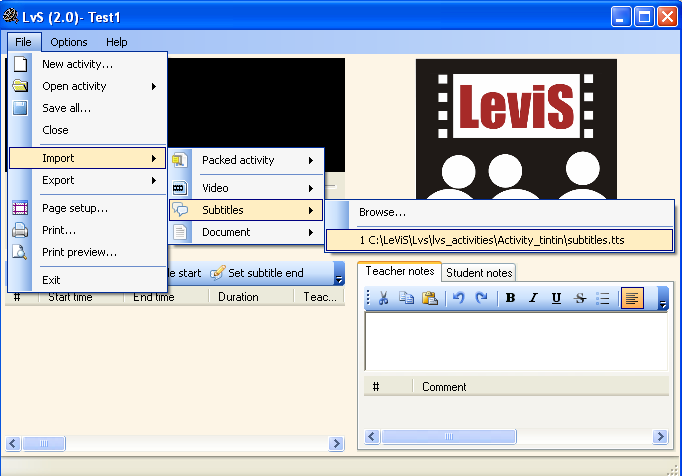 LvS (2.0)- Test1
File Options Help
New activity...
Open activity
Save all...
Close
Import
Export
Page setup...
Print...
Print preview...
Exit
Packed activity
Video
Subtitles
Document
Browse...
1 C:\LeViS\Lvs\lvs_activities\Activity_tintin\subtitles.tts
LeviS
start Set subtitle end
# Start time End time Duration Teac...
Teacher notes Student notes
B I U S
# Comment